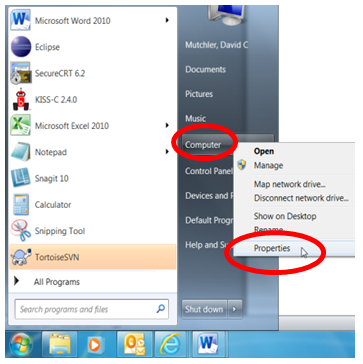 Microsoft Word 2010
Eclipse
SecureCRT 6.2
KISS-C 2.4.0
Microsoft Excel 2010
Notepad
Snagit 10
Calculator
Snipping Tool
TortoiseSVN
All Programs
Search programs and files
Mutchler, David C
Documents
Pictures
Music
Computer
Control Panel
Devices and P
Default Progr
Help and Su
Shut down
Open
Manage
Map network drive...
Disconnect network drive...
Show on Desktop
Rename
Properties